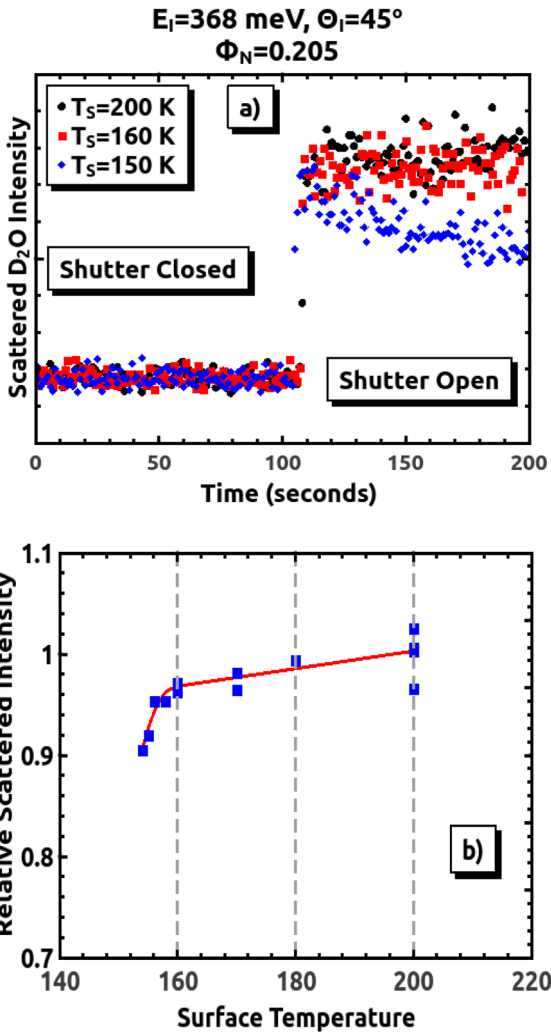 E_I=368 meV, Θ_I=45º
Φ_N=0.205
T_S=200 K
T_S=160 K
T_S=150 K
a)
Scattered D₂O Intensity
Shutter Closed
Shutter Open
0 50 100 150 200
Time (seconds)
1.1
1
0.9
0.8
0.7
Relative Scattered Intensity
b)
140 160 180 200 220
Surface Temperature